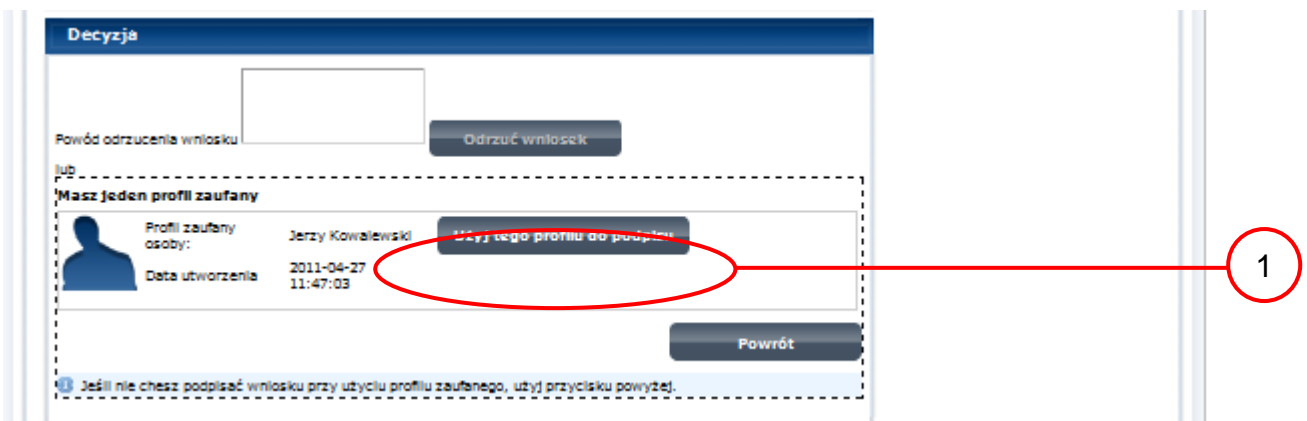 Decyzja
Powód odrzucenia wniosku
Odrzuć wniosek
lub
Masz jeden profil zaufany
Profil zaufany osoby:
Jerzy Kowalewski
Użyj tego profilu do podpisu
Data utworzenia
2011-04-27
11:47:03
1
Powrót
Jeśli nie chesz podpisać wniosku przy użyciu profilu zaufanego, użyj przycisku powyżej.